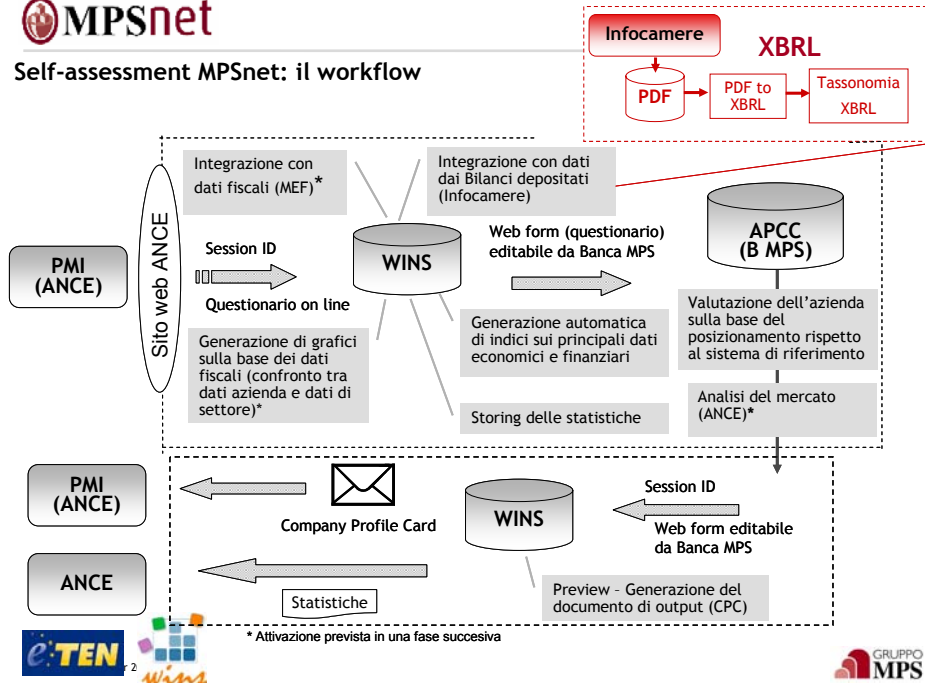 MPSnet
Self-assessment MPSnet: il workflow
Infocamere
XBRL
PDF
PDF to
XBRL
Tassonomia
XBRL
Sito web ANCE
PMI
(ANCE)
Integrazione con
dati fiscali (MEF)*
Integrazione con dati
dai Bilanci depositati
(Infocamere)
Session ID
Questionario on line
WINS
Web form (questionario)
editabile da Banca MPS
APCC
(B MPS)
Generazione di grafici
sulla base dei dati
fiscali (confronto tra
dati azienda e dati di
settore)*
Generazione automatica
di indici sui principali dati
economici e finanziari
Storing delle statistiche
Valutazione dell'azienda
sulla base del
posizionamento rispetto
al sistema di riferimento
Analisi del mercato
(ANCE)*
PMI
(ANCE)
Company Profile Card
WINS
Session ID
Web form editabile
da Banca MPS
ANCE
Statistiche
Preview - Generazione del
documento di output (CPC)
* Attivazione prevista in una fase succesiva
e·TEN
wins
GRUPPO
MPS